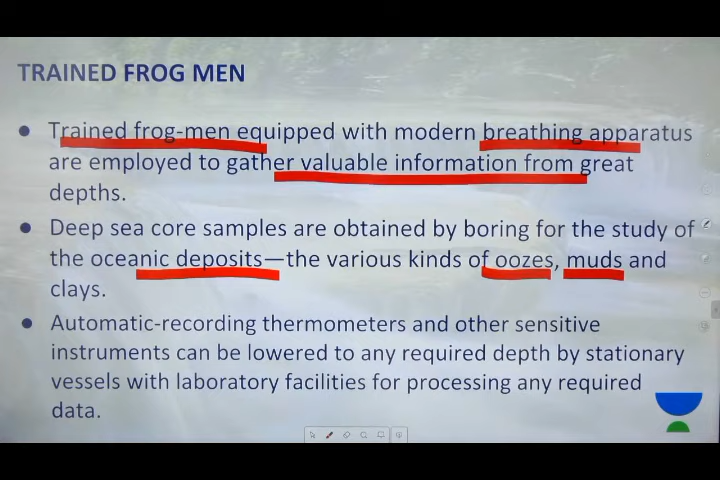 TRAINED FROG MEN
● Trained frog-men equipped with modern breathing apparatus
are employed to gather valuable information from great
depths.
● Deep sea core samples are obtained by boring for the study of
the oceanic deposits—the various kinds of oozes, muds and
clays.
● Automatic-recording thermometers and other sensitive
instruments can be lowered to any required depth by stationary
vessels with laboratory facilities for processing any required
data.